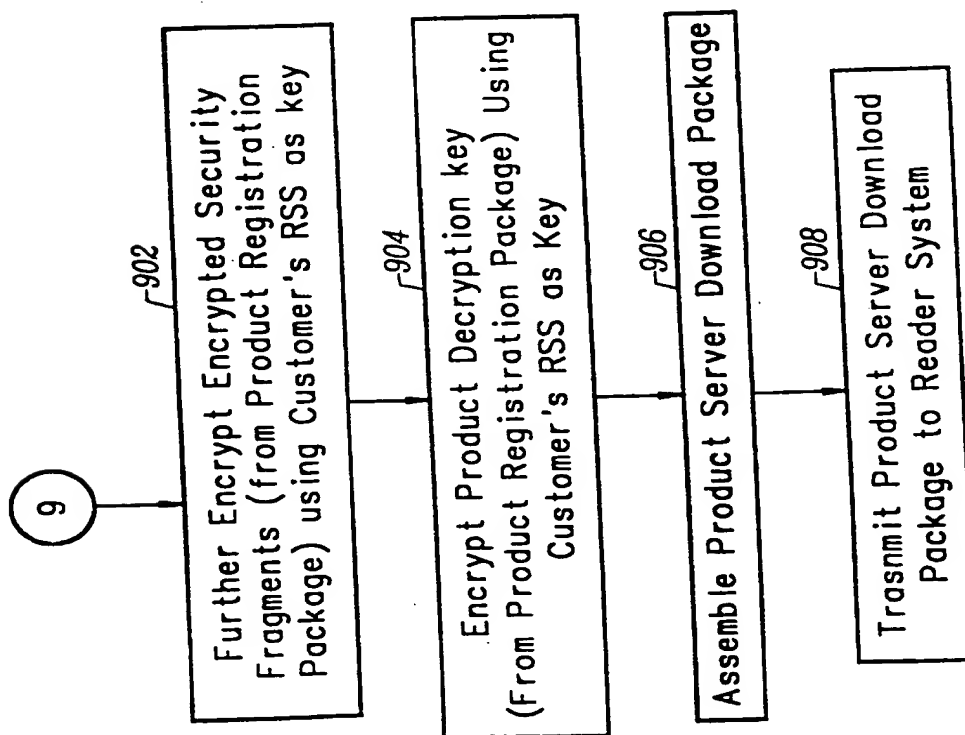 9
902
Further Encrypt Encrypted Security
Fragments (from Product Registration
Package) using Customer's RSS as key
904
Encrypt Product Decryption key
(From Product Registration Package) Using
Customer's RSS as Key
906
Assemble Product Server Download Package
908
Trasnmit Product Server Download
Package to Reader System